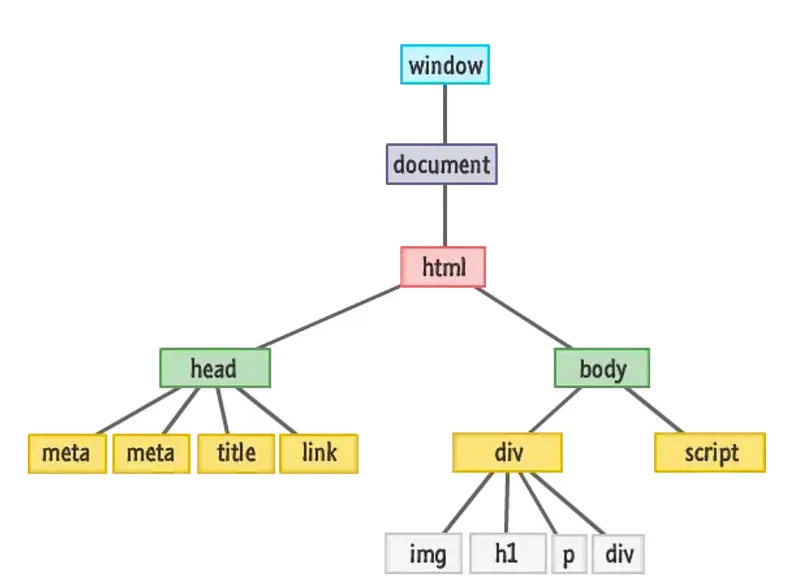 window
document
html
head
body
meta
meta
title
link
div
script
img
h1
p
div